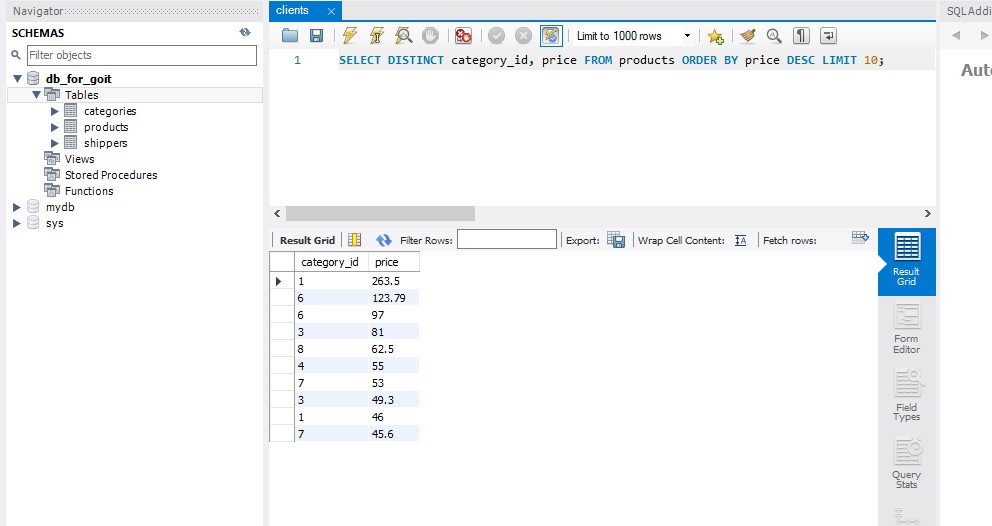 Navigator
SCHEMAS
Filter objects
db_for_goit
Tables
categories
products
shippers
Views
Stored Procedures
Functions
mydb
sys
clients ×
Limit to 1000 rows
1 SELECT DISTINCT category_id, price FROM products ORDER BY price DESC LIMIT 10;
Result Grid Filter Rows: Export: Wrap Cell Content: Fetch rows:
category_id price
1 263.5
6 123.79
6 97
3 81
8 62.5
4 55
7 53
3 49.3
1 46
7 45.6
Result
Grid
Form
Editor
Field
Types
Query
Stats